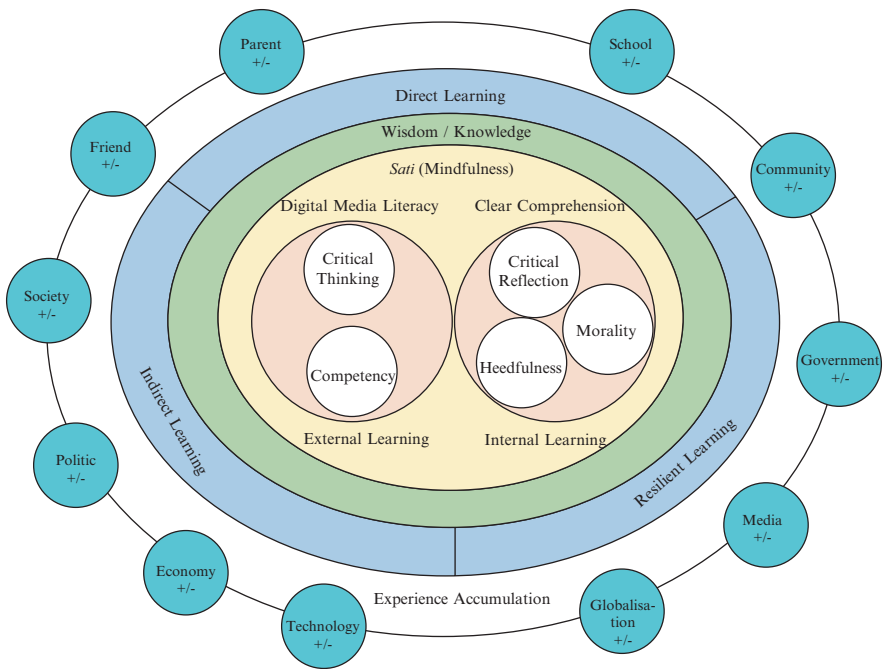 Parent
+/-
School
+/-
Direct Learning
Wisdom / Knowledge
Friend
+/-
Sati (Mindfulness)
Community
+/-
Digital Media Literacy
Clear Comprehension
Critical
Thinking
Critical
Reflection
Society
+/-
Morality
Competency
Heedfulness
Government
+/-
External Learning
Internal Learning
Indirect Learning
Resilient Learning
Politic
+/-
Media
+/-
Economy
+/-
Experience Accumulation
Globalisa-
tion
+/-
Technology
+/-